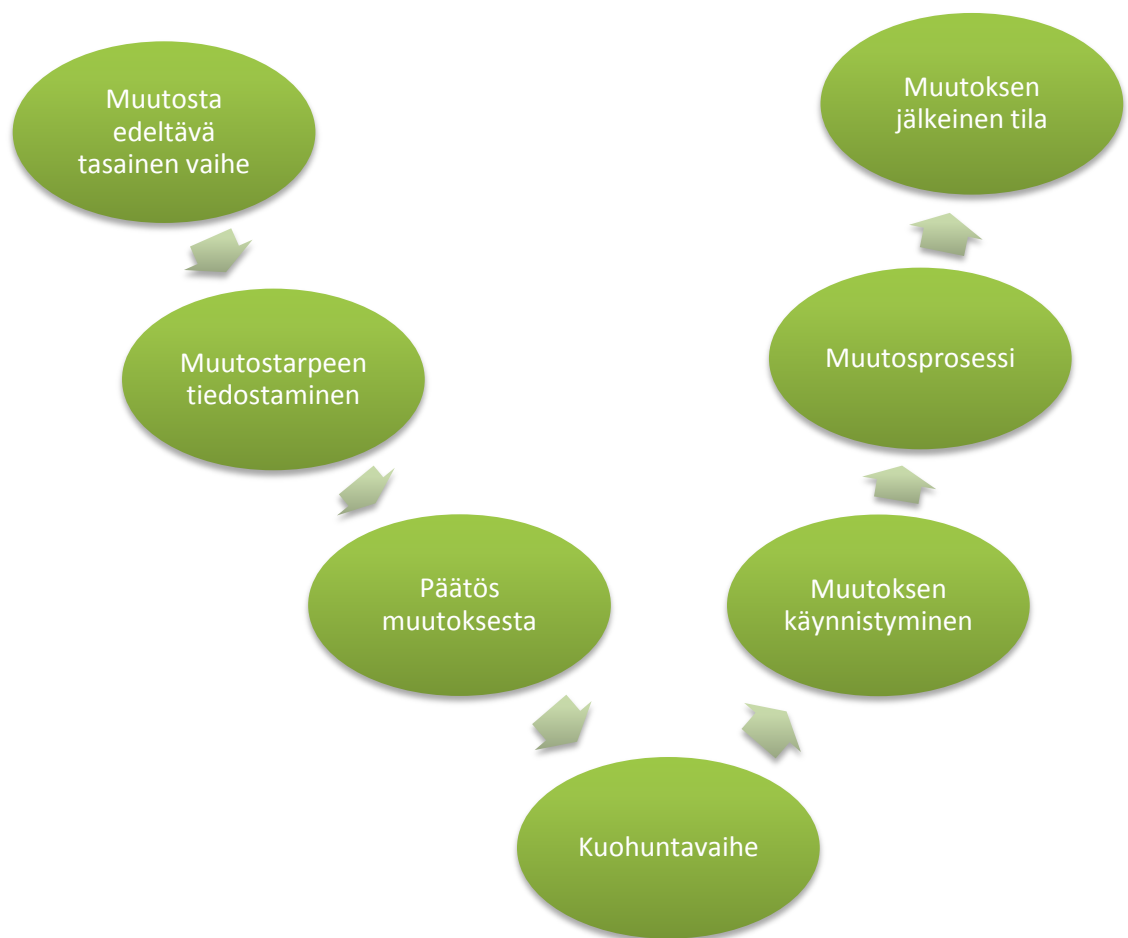 Muutosta
edeltävä
tasainen vaihe
Muutostarpeen
tiedostaminen
Päätös
muutoksesta
Kuohuntavaihe
Muutoksen
käynnistyminen
Muutosprosessi
Muutoksen
jälkeinen tila